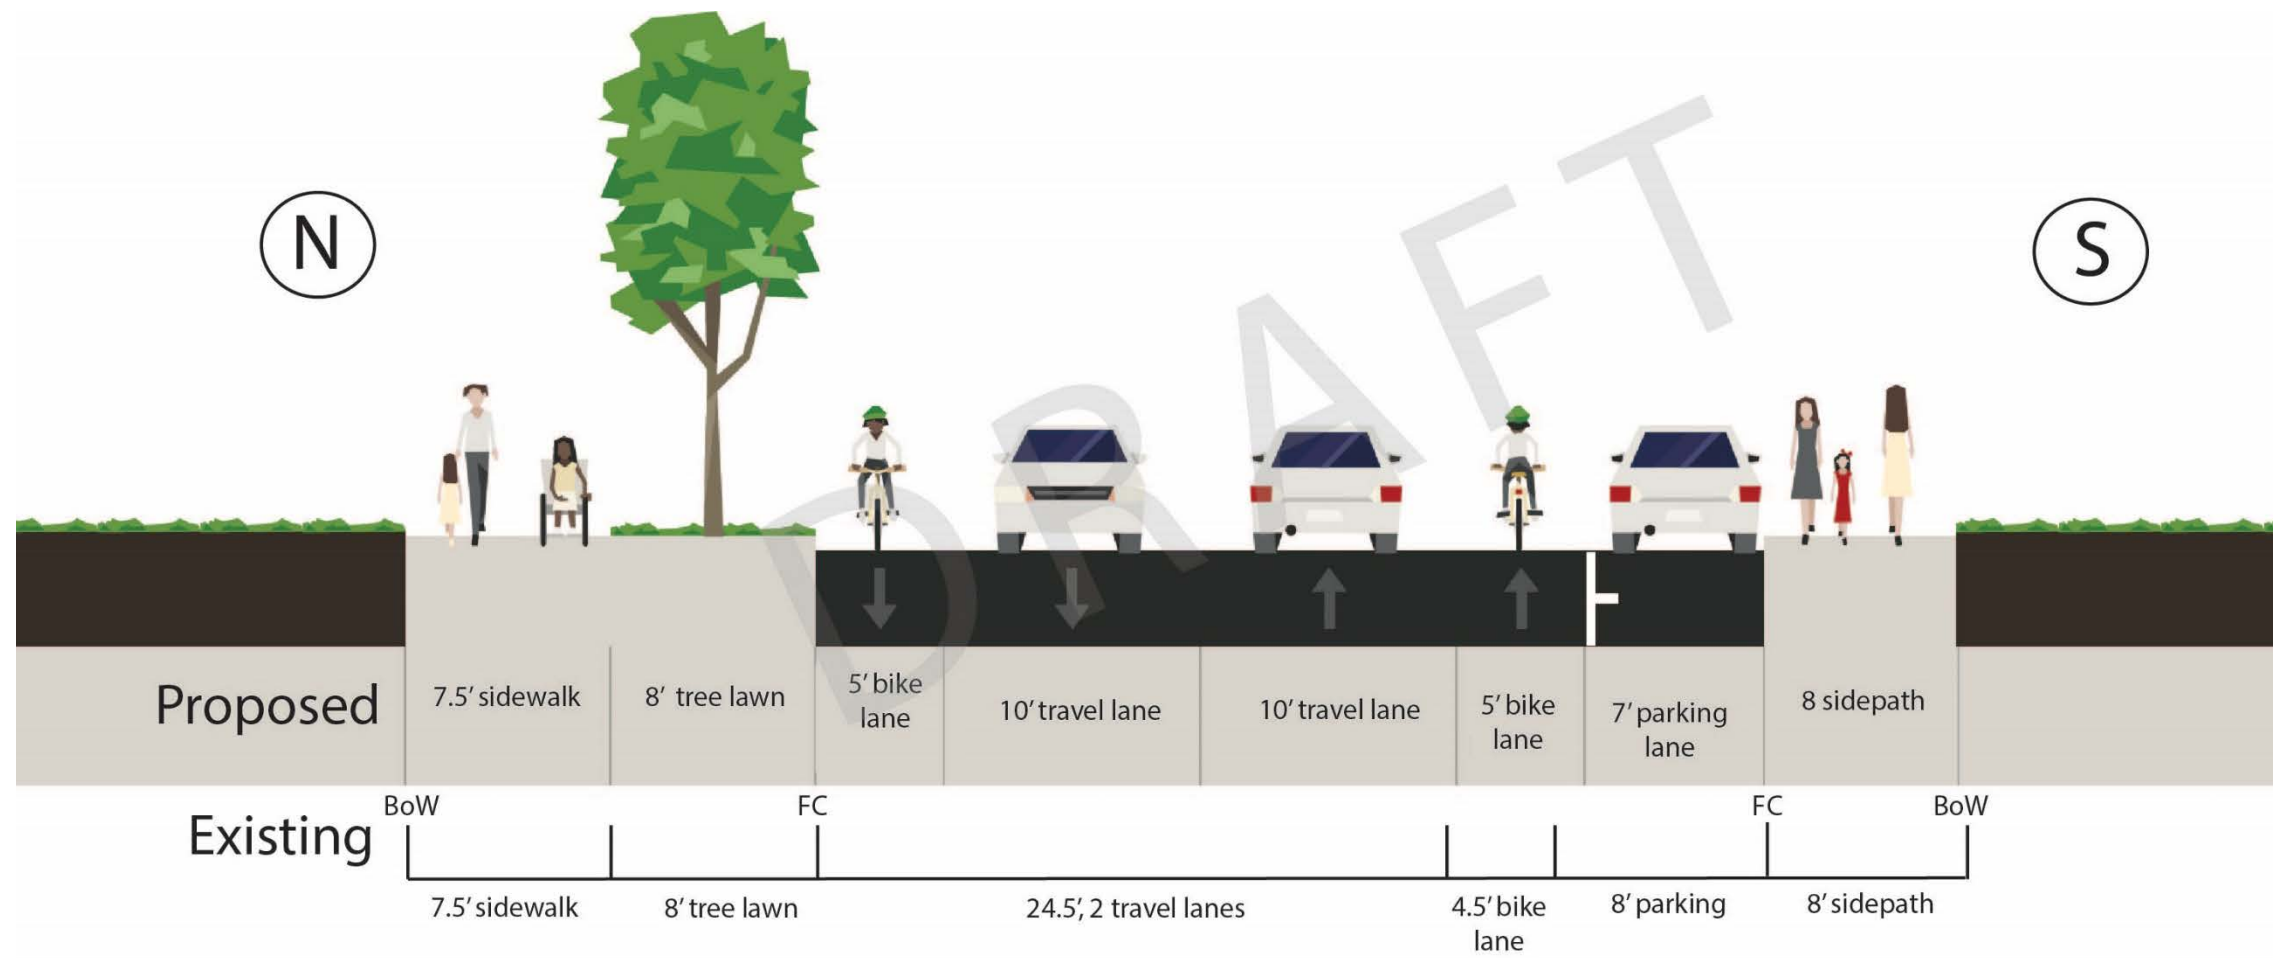 N
S
DRAFT
Proposed
7.5' sidewalk
8' tree lawn
5' bike
lane
10' travel lane
10' travel lane
5' bike
lane
7' parking
lane
8 sidepath
Existing
BoW
FC
FC
BoW
7.5' sidewalk
8' tree lawn
24.5', 2 travel lanes
4.5' bike
lane
8' parking
8' sidepath